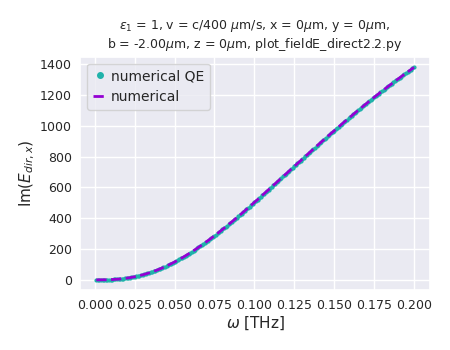 ε₁ = 1, v = c/400 μm/s, x = 0μm, y = 0μm,
b = -2.00μm, z = 0μm, plot_fieldE_direct2.2.py
numerical QE
numerical
Im(E_{dir, x})
1400
1200
1000
800
600
400
200
0
0.000 0.025 0.050 0.075 0.100 0.125 0.150 0.175 0.200
ω [THz]